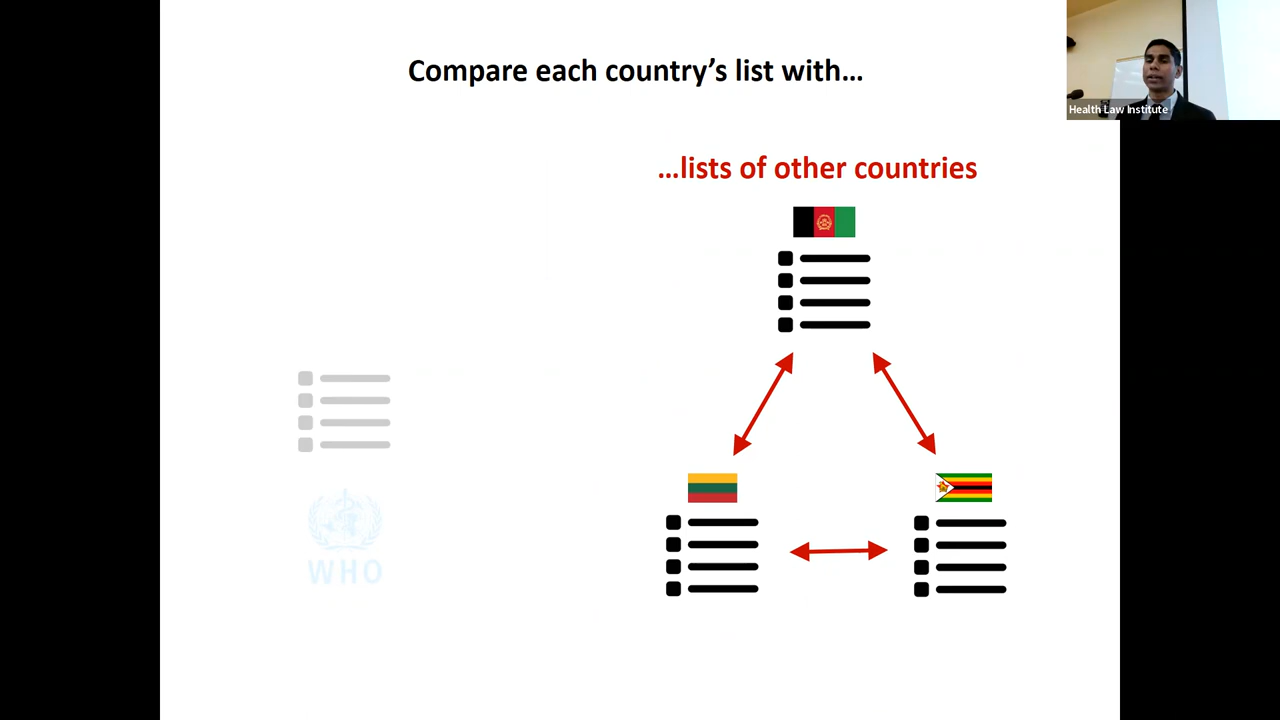 Compare each country's list with...
...lists of other countries
WHO
Health Law Institute